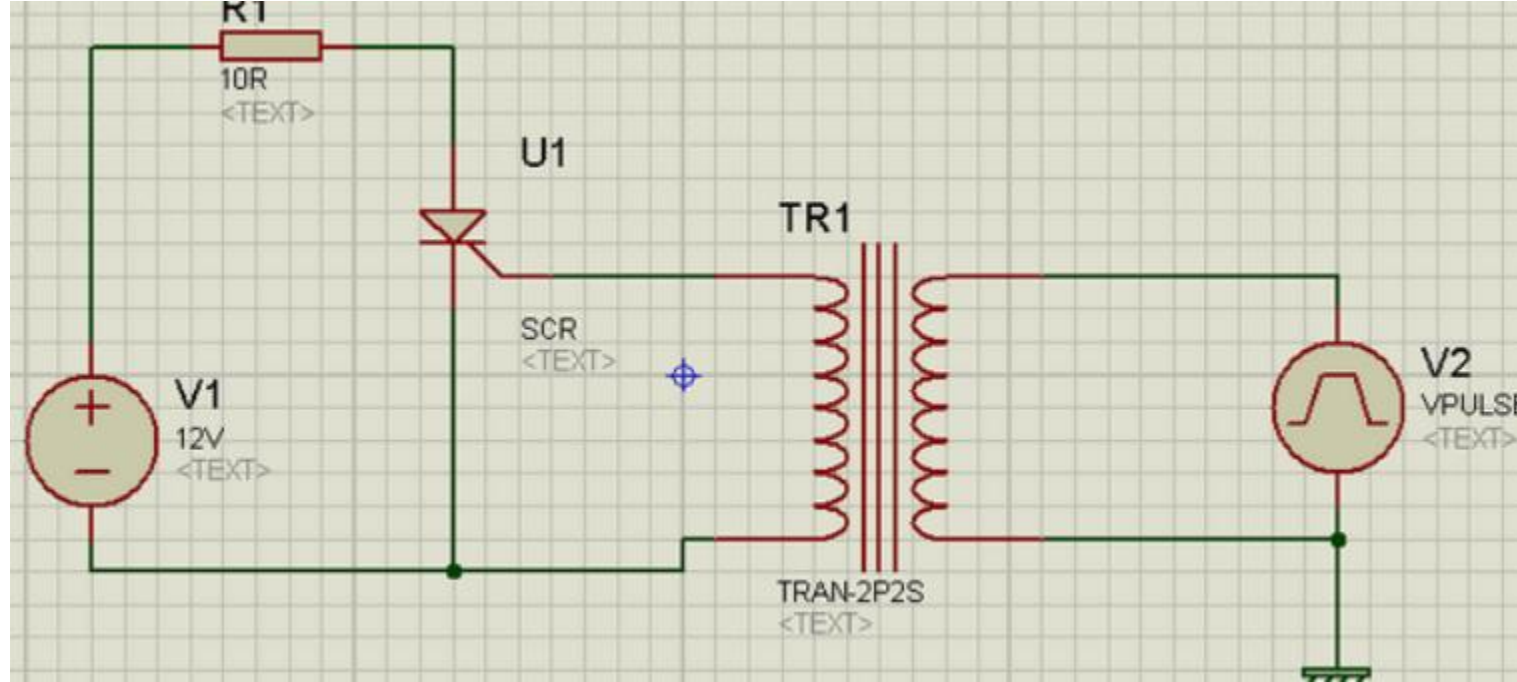 R1
10R
<TEXT>
U1
TR1
SCR
<TEXT>
V1
12V
<TEXT>
V2
VPULSE
<TEXT>
TRAN-2P2S
<TEXT>